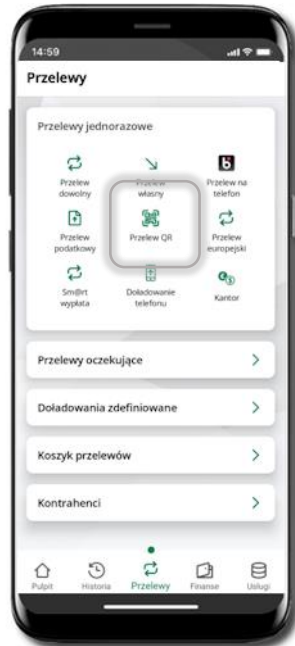 14:59
Przelewy
Przelewy jednorazowe
Przelew
dowolny
Przelew
własny
Przelew na
telefon
Przelew
podatkowy
Przelew QR
Przelew
europejski
Sm@rt
wypłata
Doładowanie
telefonu
Kantor
Przelewy oczekujące
Doładowania zdefiniowane
Koszyk przelewów
Kontrahenci
Pulpit
Historia
Przelewy
Finanse
Usługi